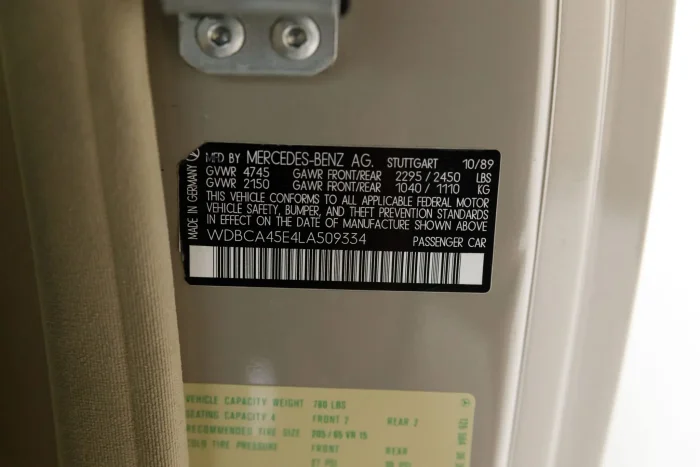 MFD BY MERCEDES-BENZ AG. STUTTGART 10/89
GVWR 4745 GAWR FRONT/REAR 2295 / 2450 LBS
GVWR 2150 GAWR FRONT/REAR 1040 / 1110 KG
THIS VEHICLE CONFORMS TO ALL APPLICABLE FEDERAL MOTOR
VEHICLE SAFETY, BUMPER, AND THEFT PREVENTION STANDARDS
IN EFFECT ON THE DATE OF MANUFACTURE SHOWN ABOVE
WDBCA45E4LA509334 PASSENGER CAR
MADE IN GERMANY
VEHICLE CAPACITY WEIGHT 760 LBS
SEATING CAPACITY 4 FRONT 2 REAR 2
RECOMMENDED TIRE SIZE 205 / 65 VR 15
COLD TIRE PRESSURE FRONT REAR